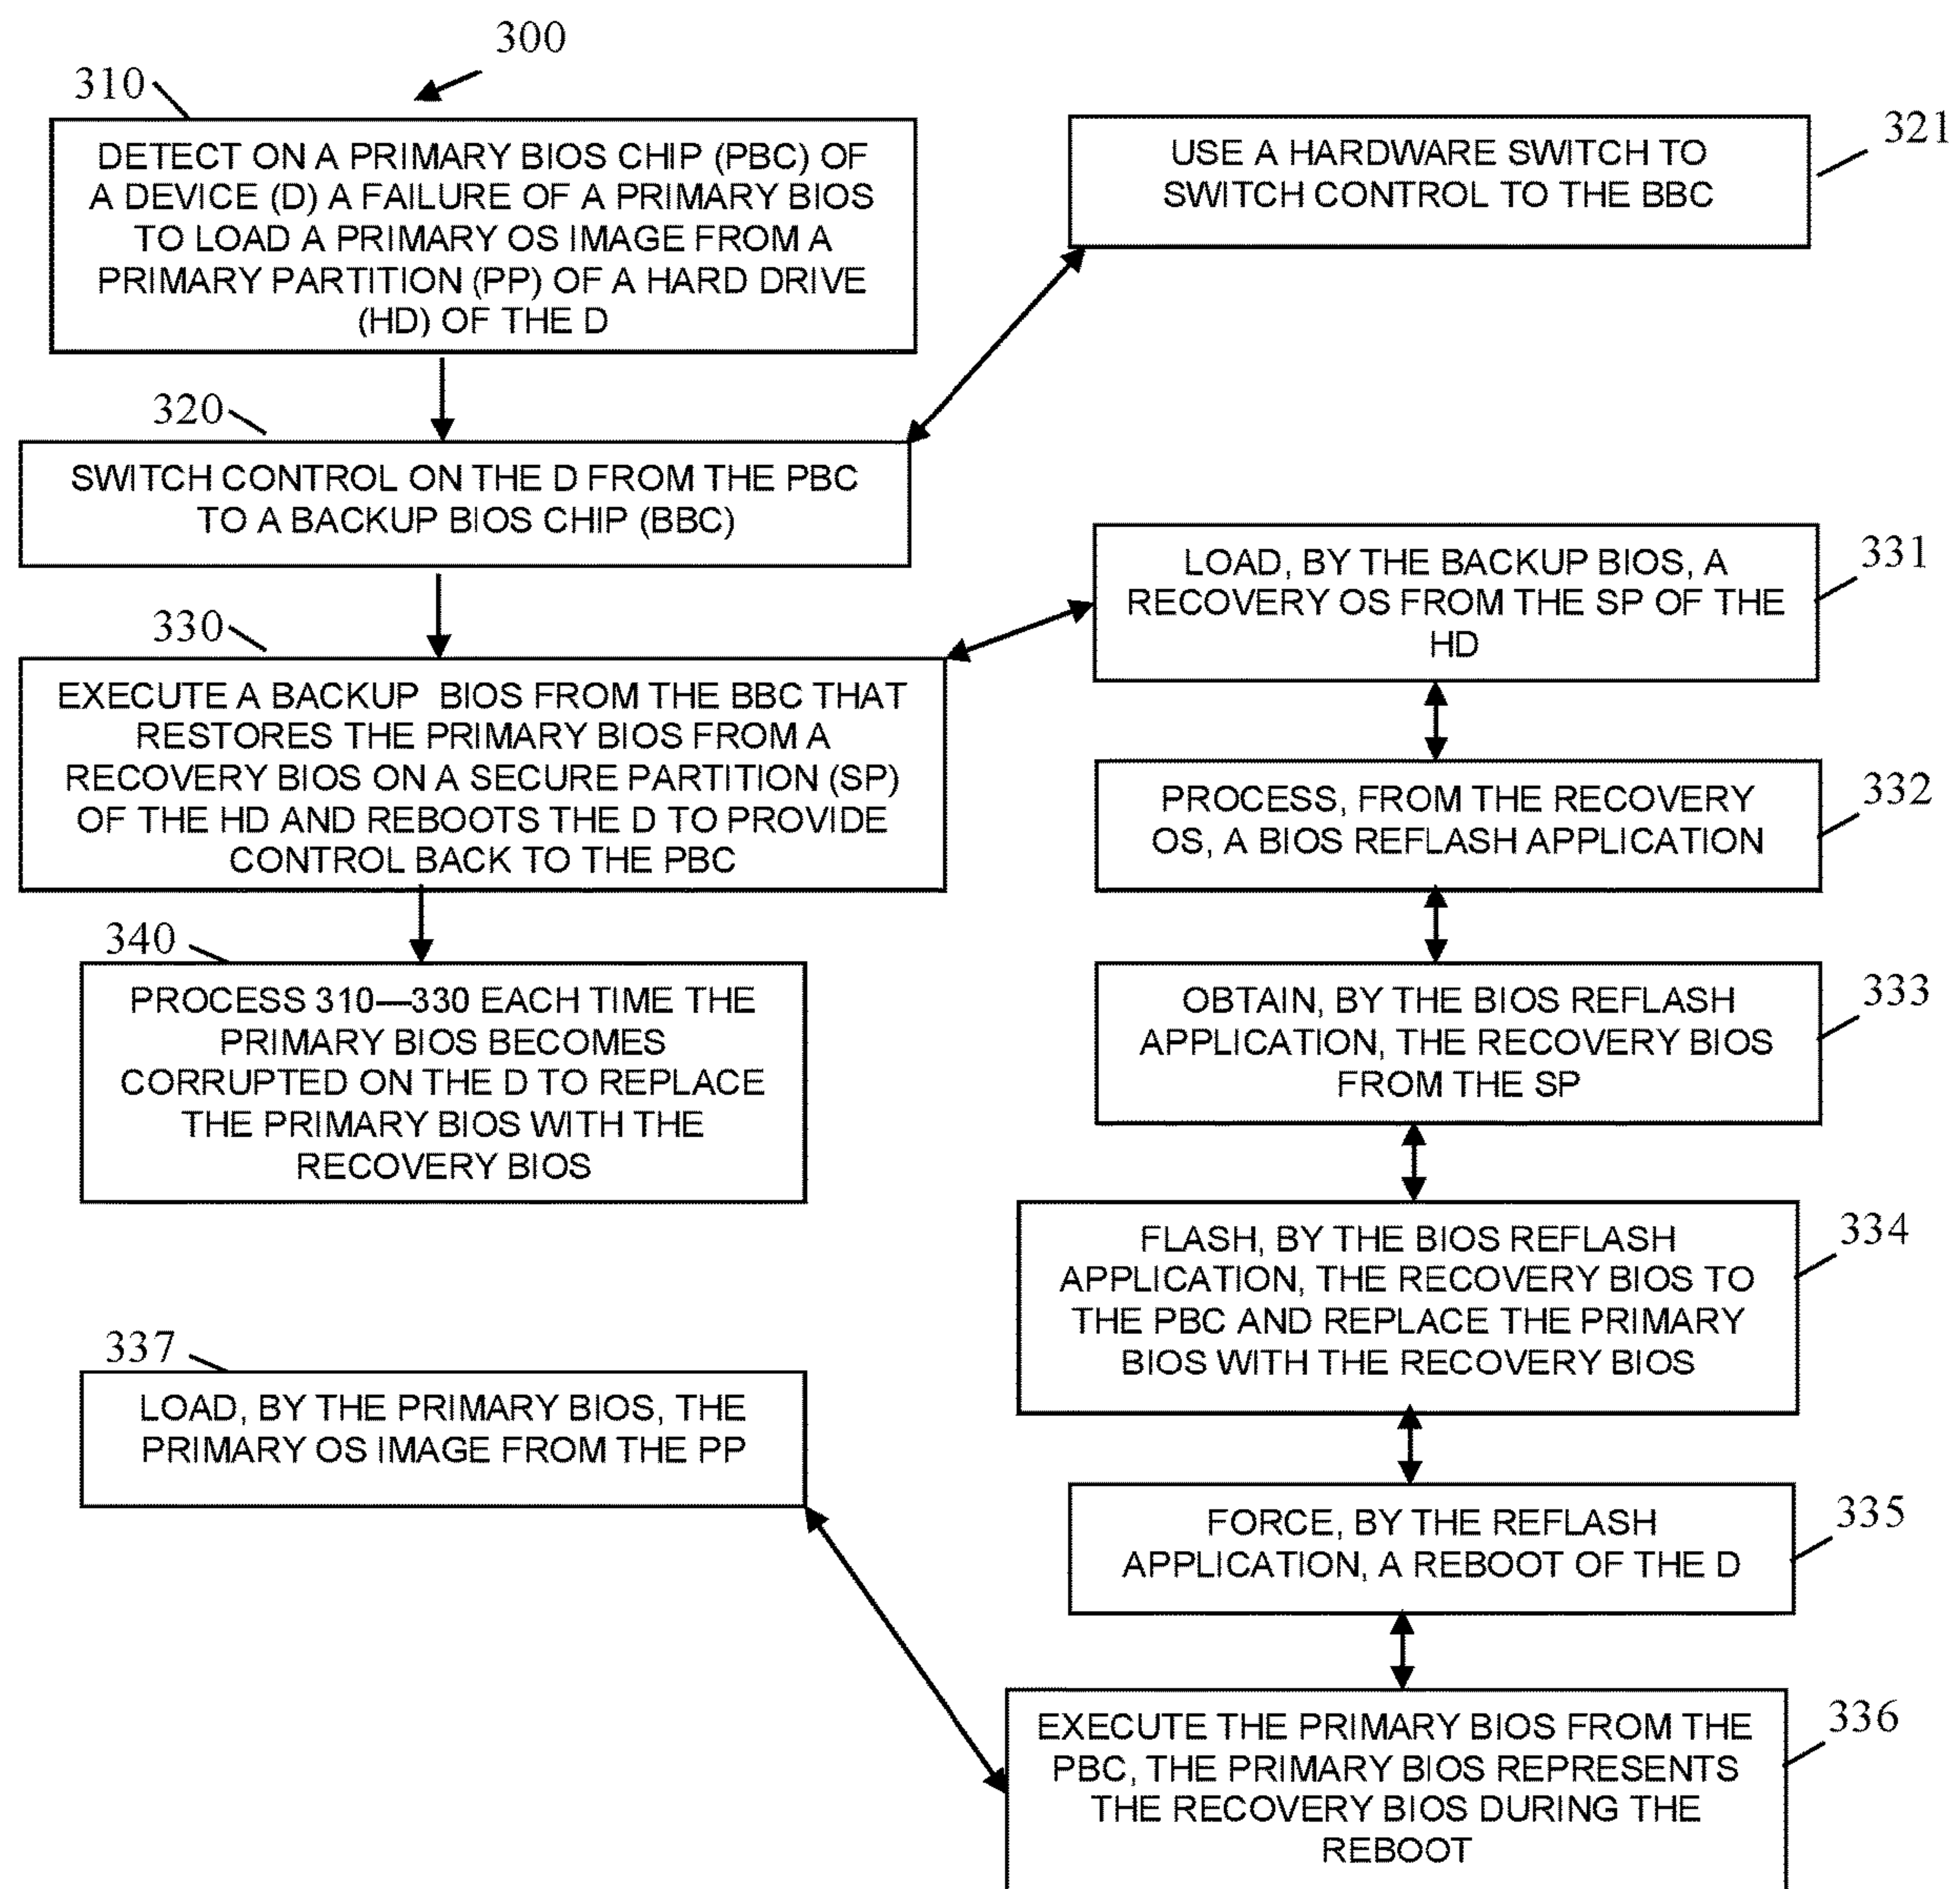 300
310
DETECT ON A PRIMARY BIOS CHIP (PBC) OF
A DEVICE (D) A FAILURE OF A PRIMARY BIOS
TO LOAD A PRIMARY OS IMAGE FROM A
PRIMARY PARTITION (PP) OF A HARD DRIVE
(HD) OF THE D
321
USE A HARDWARE SWITCH TO
SWITCH CONTROL TO THE BBC
320
SWITCH CONTROL ON THE D FROM THE PBC
TO A BACKUP BIOS CHIP (BBC)
330
EXECUTE A BACKUP BIOS FROM THE BBC THAT
RESTORES THE PRIMARY BIOS FROM A
RECOVERY BIOS ON A SECURE PARTITION (SP)
OF THE HD AND REBOOTS THE D TO PROVIDE
CONTROL BACK TO THE PBC
331
LOAD, BY THE BACKUP BIOS, A
RECOVERY OS FROM THE SP OF THE
HD
332
PROCESS, FROM THE RECOVERY
OS, A BIOS REFLASH APPLICATION
340
PROCESS 310—330 EACH TIME THE
PRIMARY BIOS BECOMES
CORRUPTED ON THE D TO REPLACE
THE PRIMARY BIOS WITH THE
RECOVERY BIOS
333
OBTAIN, BY THE BIOS REFLASH
APPLICATION, THE RECOVERY BIOS
FROM THE SP
334
FLASH, BY THE BIOS REFLASH
APPLICATION, THE RECOVERY BIOS TO
THE PBC AND REPLACE THE PRIMARY
BIOS WITH THE RECOVERY BIOS
335
FORCE, BY THE REFLASH
APPLICATION, A REBOOT OF THE D
336
EXECUTE THE PRIMARY BIOS FROM THE
PBC, THE PRIMARY BIOS REPRESENTS
THE RECOVERY BIOS DURING THE
REBOOT
337
LOAD, BY THE PRIMARY BIOS, THE
PRIMARY OS IMAGE FROM THE PP